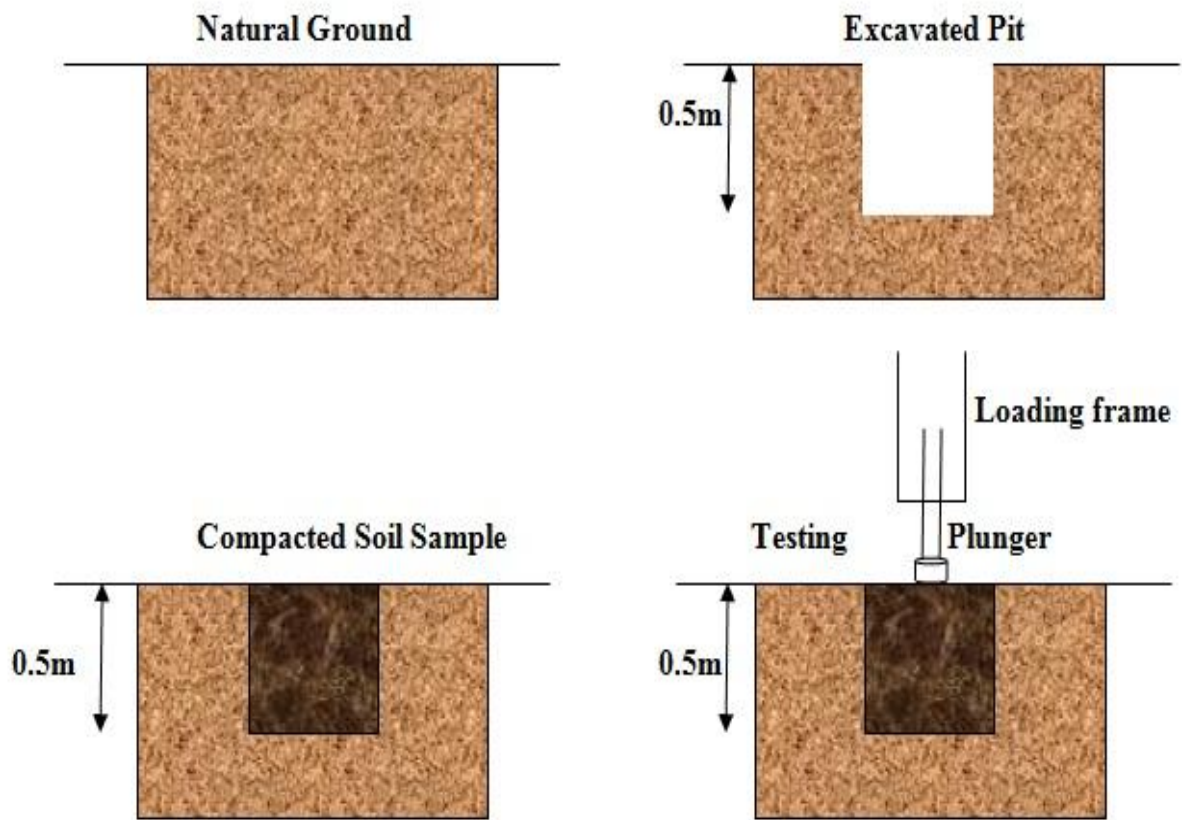 Natural Ground
Excavated Pit
0.5m
Loading frame
Compacted Soil Sample
Testing
Plunger
0.5m
0.5m